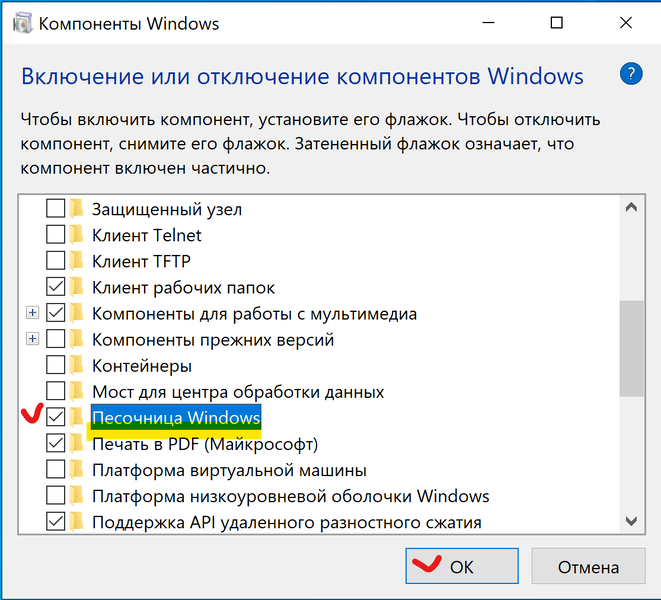 Компоненты Windows
Включение или отключение компонентов Windows
?
Чтобы включить компонент, установите его флажок. Чтобы отключить
компонент, снимите его флажок. Затененный флажок означает, что
компонент включен частично.
Защищенный узел
Клиент Telnet
Клиент TFTP
Клиент рабочих папок
Компоненты для работы с мультимедиа
Компоненты прежних версий
Контейнеры
Мост для центра обработки данных
Песочница Windows
Печать в PDF (Майкрософт)
Платформа виртуальной машины
Платформа низкоуровневой оболочки Windows
Поддержка API удаленного разностного сжатия
ОК
Отмена